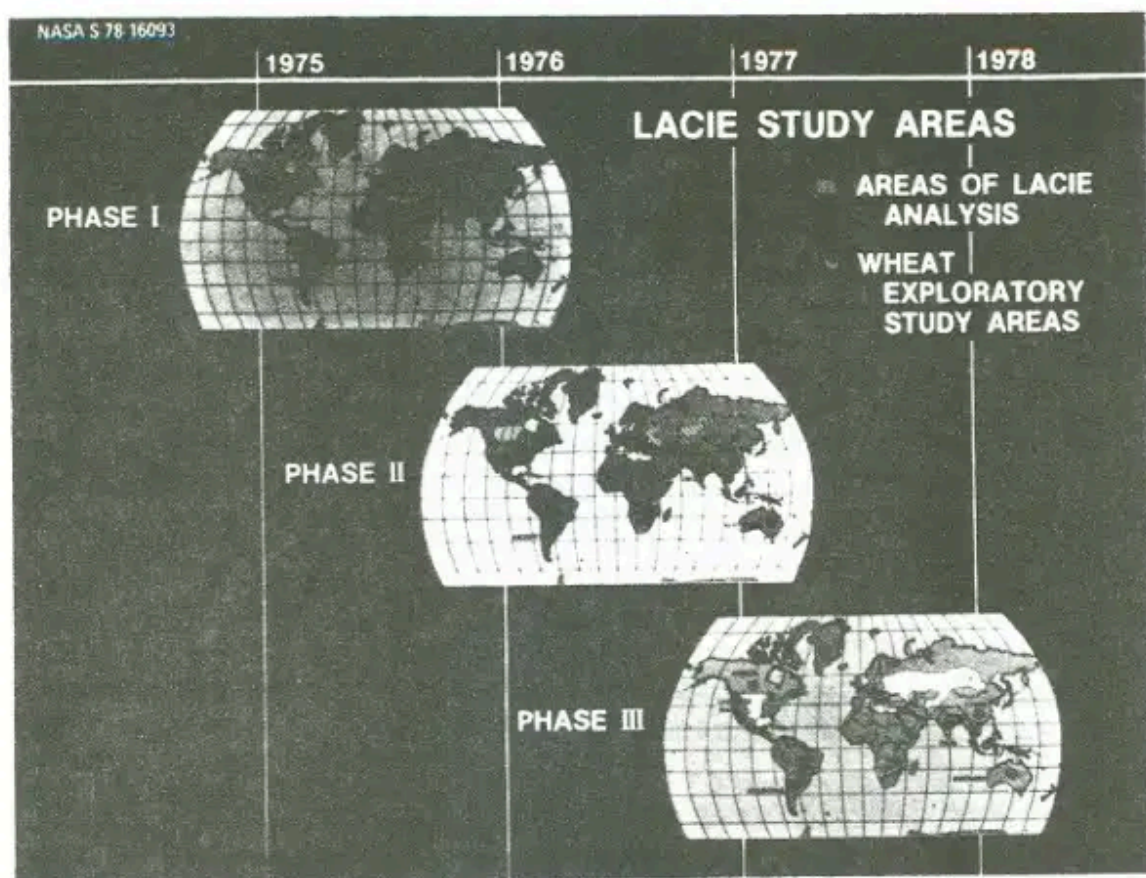 NASA S 78 16093
1975 1976 1977 1978
LACIE STUDY AREAS
AREAS OF LACIE
ANALYSIS
WHEAT
EXPLORATORY
STUDY AREAS
PHASE I
PHASE II
PHASE III